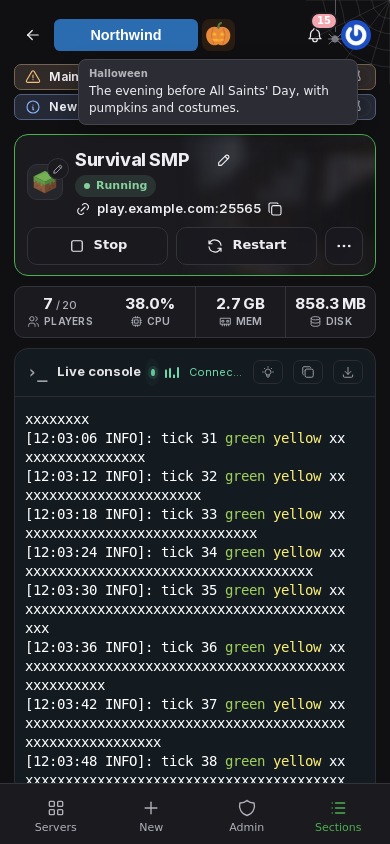 Northwind
15
Main
New
Halloween
The evening before All Saints' Day, with
pumpkins and costumes.
Survival SMP
Running
play.example.com:25565
Stop
Restart
7 / 20
PLAYERS
38.0%
CPU
2.7 GB
MEM
858.3 MB
DISK
Live console
Connec...
xxxxxxxx
[12:03:06 INFO]: tick 31 green yellow xx
xxxxxxxxxxxxxxx
[12:03:12 INFO]: tick 32 green yellow xx
xxxxxxxxxxxxxxxxxxxxxx
[12:03:18 INFO]: tick 33 green yellow xx
xxxxxxxxxxxxxxxxxxxxxxxxxxxxx
[12:03:24 INFO]: tick 34 green yellow xx
xxxxxxxxxxxxxxxxxxxxxxxxxxxxxxxxxxxx
[12:03:30 INFO]: tick 35 green yellow xx
xxxxxxxxxxxxxxxxxxxxxxxxxxxxxxxxxxxxxxxx
xxx
[12:03:36 INFO]: tick 36 green yellow xx
xxxxxxxxxxxxxxxxxxxxxxxxxxxxxxxxxxxxxxxx
xxxxxxxxxx
[12:03:42 INFO]: tick 37 green yellow xx
xxxxxxxxxxxxxxxxxxxxxxxxxxxxxxxxxxxxxxxx
xxxxxxxxxxxxxxxxx
[12:03:48 INFO]: tick 38 green yellow xx
xxxxxxxxxxxxxxxxxxxxxxxxxxxxxxxxxxxxxxxx
Servers
New
Admin
Sections